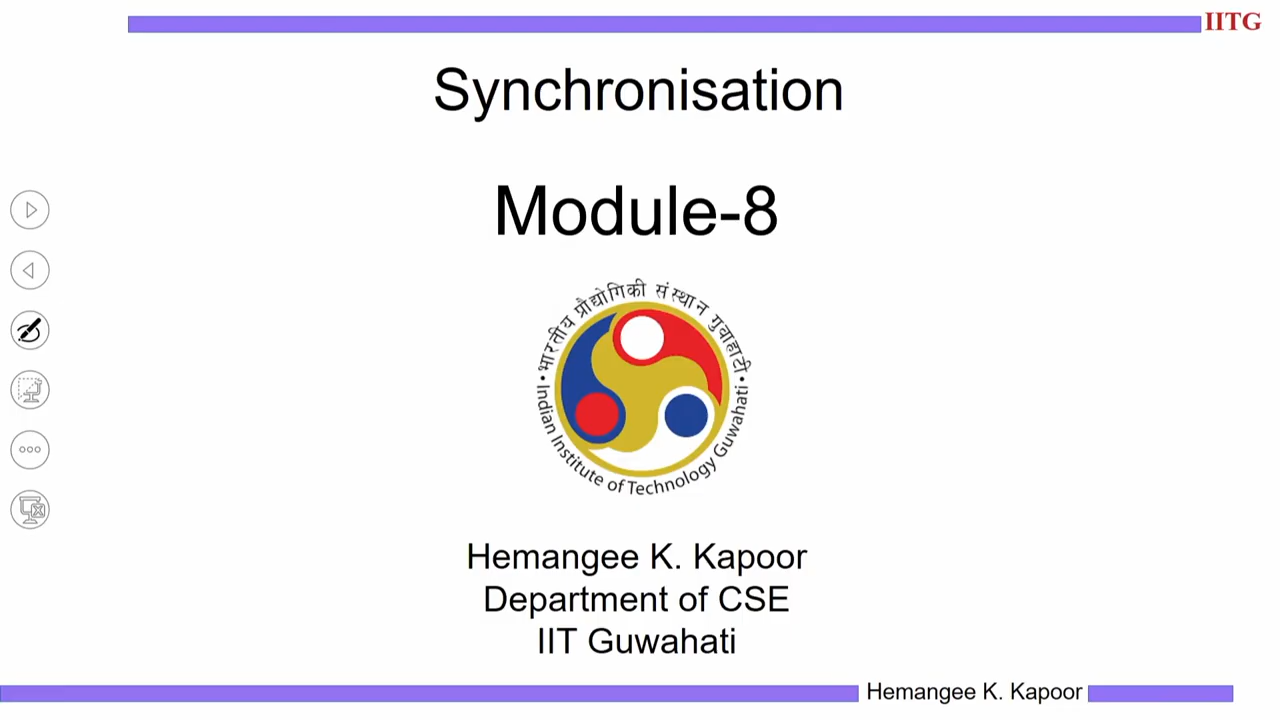 IITG
Synchronisation
Module-8
भारतीय प्रौद्योगिकी संस्थान गुवाहाटी
• Indian Institute of Technology Guwahati •
Hemangee K. Kapoor
Department of CSE
IIT Guwahati
Hemangee K. Kapoor